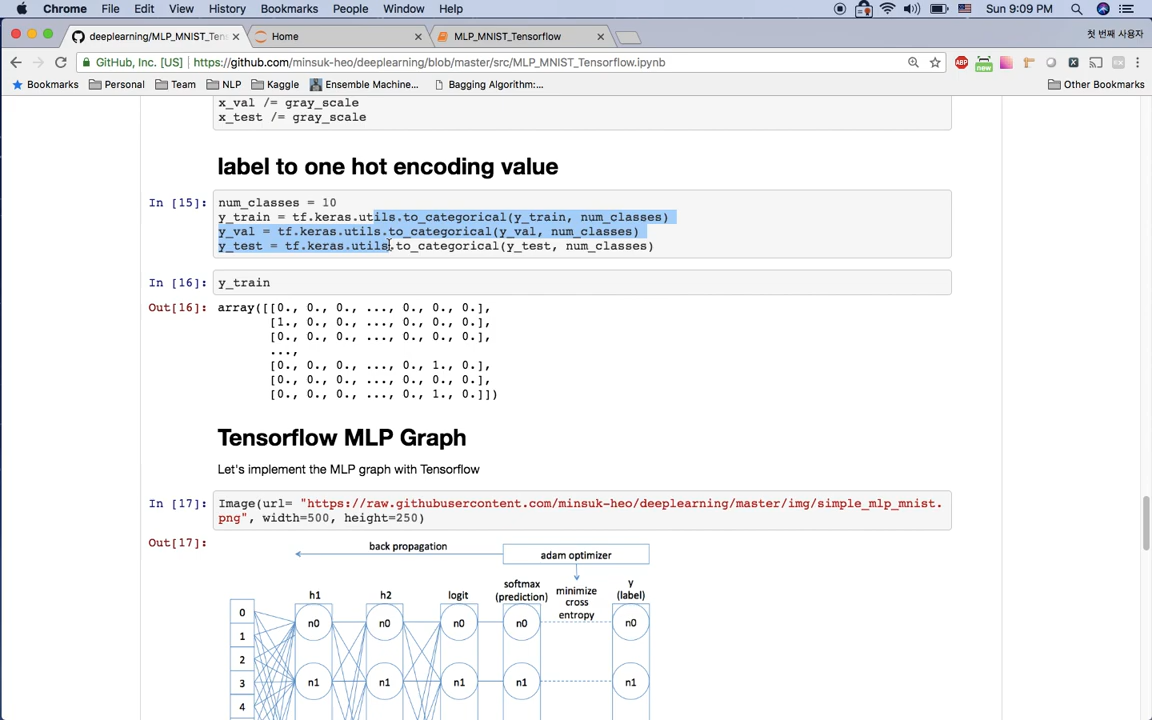 Chrome File Edit View History Bookmarks People Window Help Sun 9:09 PM
deeplearning/MLP_MNIST_Ten Home MLP_MNIST_Tensorflow 첫 번째 사용자
GitHub, Inc. [US] https://github.com/minsuk-heo/deeplearning/blob/master/src/MLP_MNIST_Tensorflow.ipynb
Bookmarks Personal Team NLP Kaggle Ensemble Machine... Bagging Algorithm:... Other Bookmarks
x_val /= gray_scale
x_test /= gray_scale
label to one hot encoding value
In [15]: num_classes = 10
y_train = tf.keras.utils.to_categorical(y_train, num_classes)
y_val = tf.keras.utils.to_categorical(y_val, num_classes)
y_test = tf.keras.utils.to_categorical(y_test, num_classes)
In [16]: y_train
Out[16]: array([[0., 0., 0., ..., 0., 0., 0.],
[1., 0., 0., ..., 0., 0., 0.],
[0., 0., 0., ..., 0., 0., 0.],
...,
[0., 0., 0., ..., 0., 1., 0.],
[0., 0., 0., ..., 0., 0., 0.],
[0., 0., 0., ..., 0., 1., 0.]])
Tensorflow MLP Graph
Let's implement the MLP graph with Tensorflow
In [17]: Image(url= "https://raw.githubusercontent.com/minsuk-heo/deeplearning/master/img/simple_mlp_mnist.
png", width=500, height=250)
Out[17]:
back propagation adam optimizer
h1 h2 logit softmax
(prediction) minimize
cross
entropy y
(label)
0 n0 n0 n0 n0 n0
1
2
3 n1 n1 n1 n1 n1
4